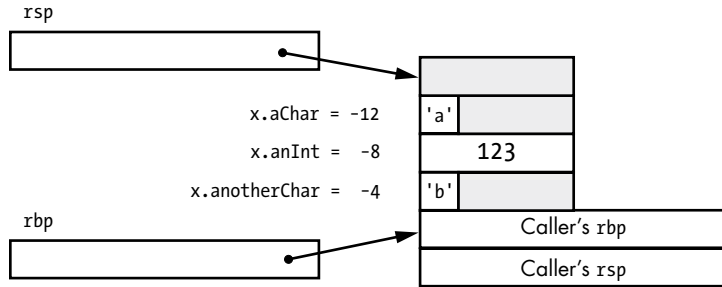 rsp
x.aChar = -12 'a'
x.anInt = -8 123
x.anotherChar = -4 'b'
rbp
Caller's rbp
Caller's rsp